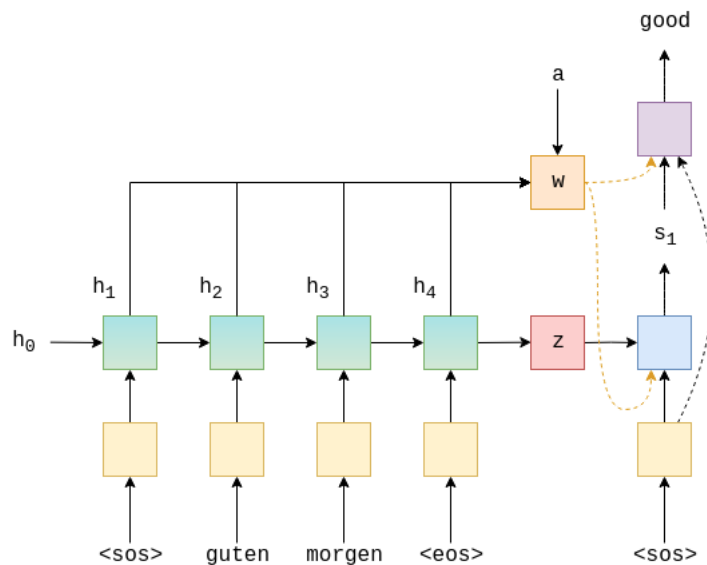 good
a
w
h₁ h₂ h₃ h₄ s₁
h₀ z
<sos> guten morgen <eos> <sos>